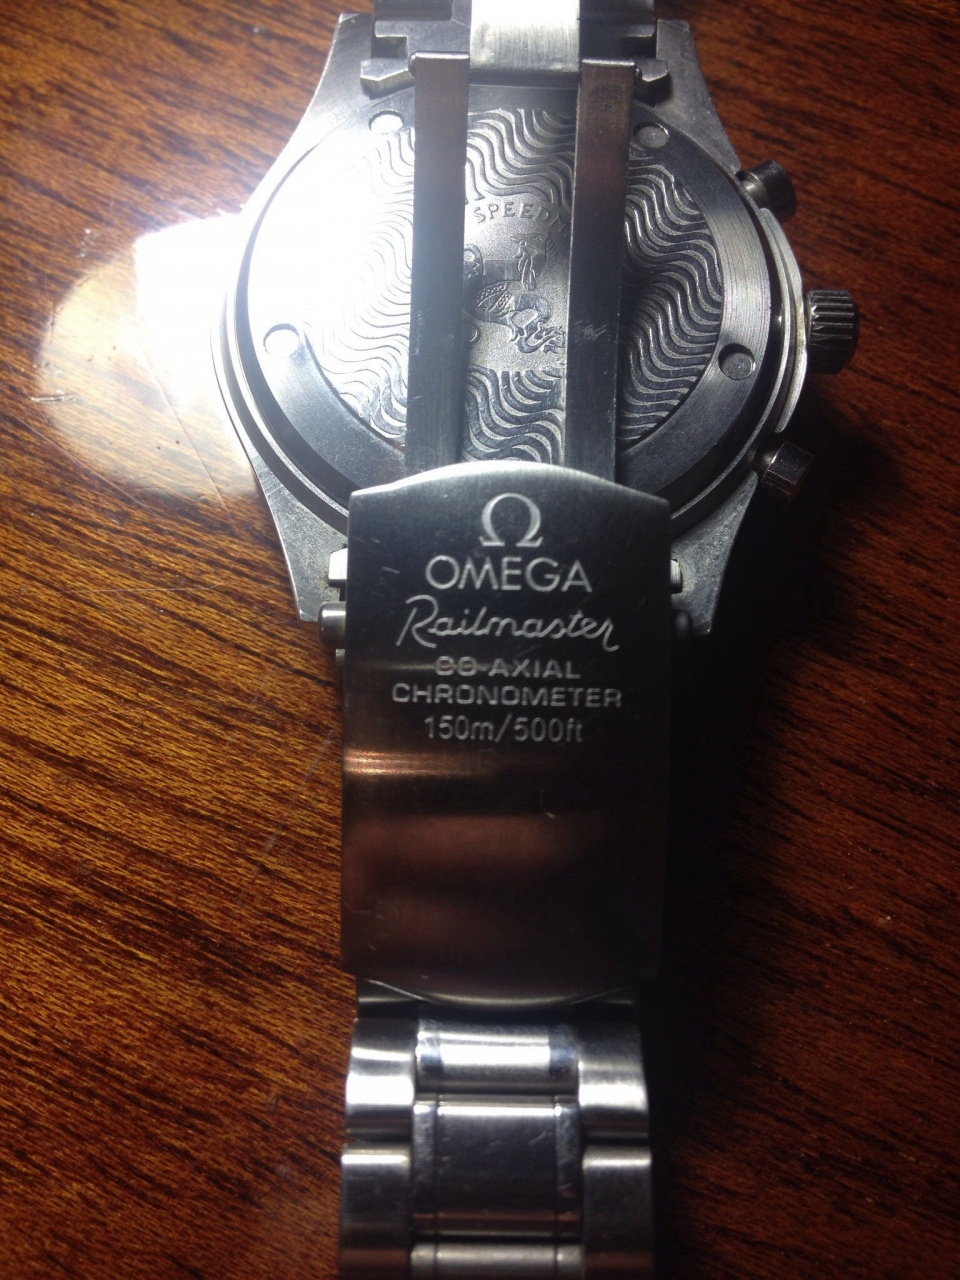 SPEED
Ω
OMEGA
Railmaster
CO-AXIAL
CHRONOMETER
150m/500ft